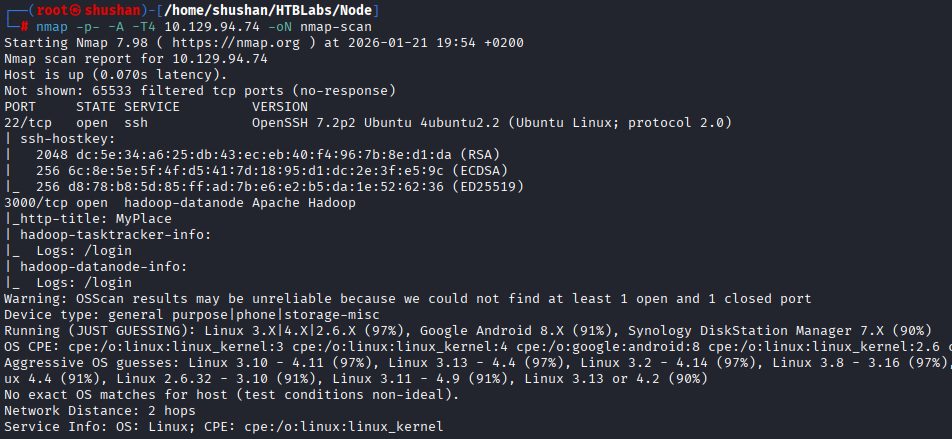 ┌──(root㉿shushan)-[/home/shushan/HTBLabs/Node]
└─# nmap -p- -A -T4 10.129.94.74 -oN nmap-scan
Starting Nmap 7.98 ( https://nmap.org ) at 2026-01-21 19:54 +0200
Nmap scan report for 10.129.94.74
Host is up (0.070s latency).
Not shown: 65533 filtered tcp ports (no-response)
PORT     STATE SERVICE         VERSION
22/tcp   open  ssh             OpenSSH 7.2p2 Ubuntu 4ubuntu2.2 (Ubuntu Linux; protocol 2.0)
| ssh-hostkey:
|   2048 dc:5e:34:a6:25:db:43:ec:eb:40:f4:96:7b:8e:d1:da (RSA)
|   256 6c:8e:5e:5f:4f:d5:41:7d:18:95:d1:dc:2e:3f:e5:9c (ECDSA)
|_  256 d8:78:b8:5d:85:ff:ad:7b:e6:e2:b5:da:1e:52:62:36 (ED25519)
3000/tcp open  hadoop-datanode Apache Hadoop
|_http-title: MyPlace
| hadoop-tasktracker-info:
|_  Logs: /login
| hadoop-datanode-info:
|_  Logs: /login
Warning: OSScan results may be unreliable because we could not find at least 1 open and 1 closed port
Device type: general purpose|phone|storage-misc
Running (JUST GUESSING): Linux 3.X|4.X|2.6.X (97%), Google Android 8.X (91%), Synology DiskStation Manager 7.X (90%)
OS CPE: cpe:/o:linux:linux_kernel:3 cpe:/o:linux:linux_kernel:4 cpe:/o:google:android:8 cpe:/o:linux:linux_kernel:2.6 c
Aggressive OS guesses: Linux 3.10 - 4.11 (97%), Linux 3.13 - 4.4 (97%), Linux 3.2 - 4.14 (97%), Linux 3.8 - 3.16 (97%),
ux 4.4 (91%), Linux 2.6.32 - 3.10 (91%), Linux 3.11 - 4.9 (91%), Linux 3.13 or 4.2 (90%)
No exact OS matches for host (test conditions non-ideal).
Network Distance: 2 hops
Service Info: OS: Linux; CPE: cpe:/o:linux:linux_kernel